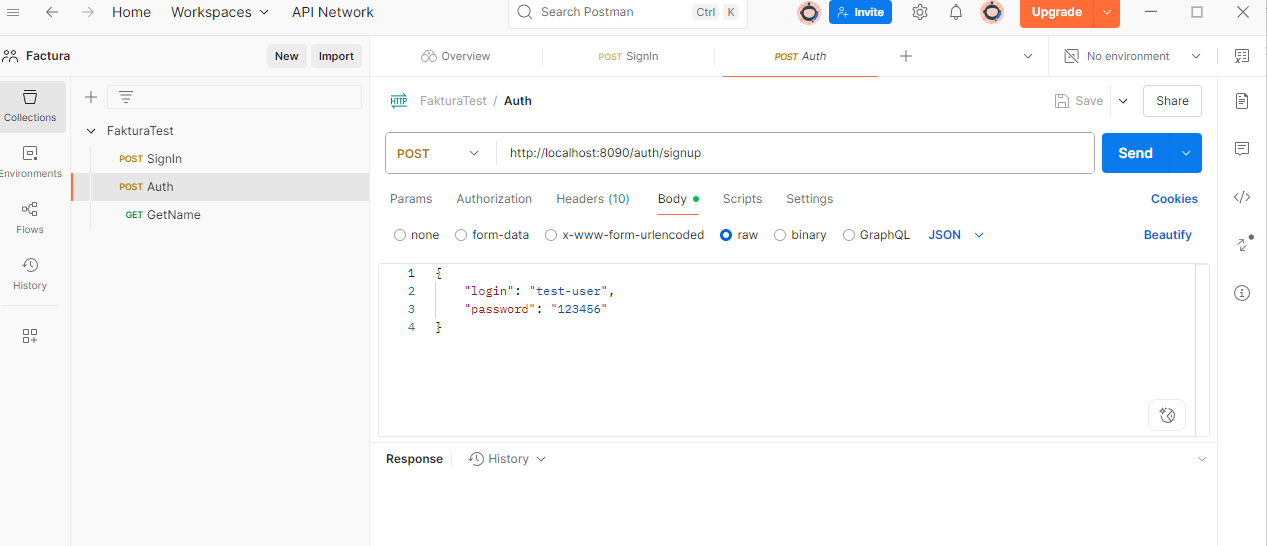 Home Workspaces API Network Search Postman Ctrl K Invite Upgrade
Factura New Import
Overview POST SignIn POST Auth No environment
Collections
Environments
Flows
History
FakturaTest
POST SignIn
POST Auth
GET GetName
HTTP FakturaTest / Auth Save Share
POST http://localhost:8090/auth/signup Send
Params Authorization Headers (10) Body Scripts Settings Cookies
none form-data x-www-form-urlencoded raw binary GraphQL JSON Beautify
1 {
2 "login": "test-user",
3 "password": "123456"
4 }
Response History